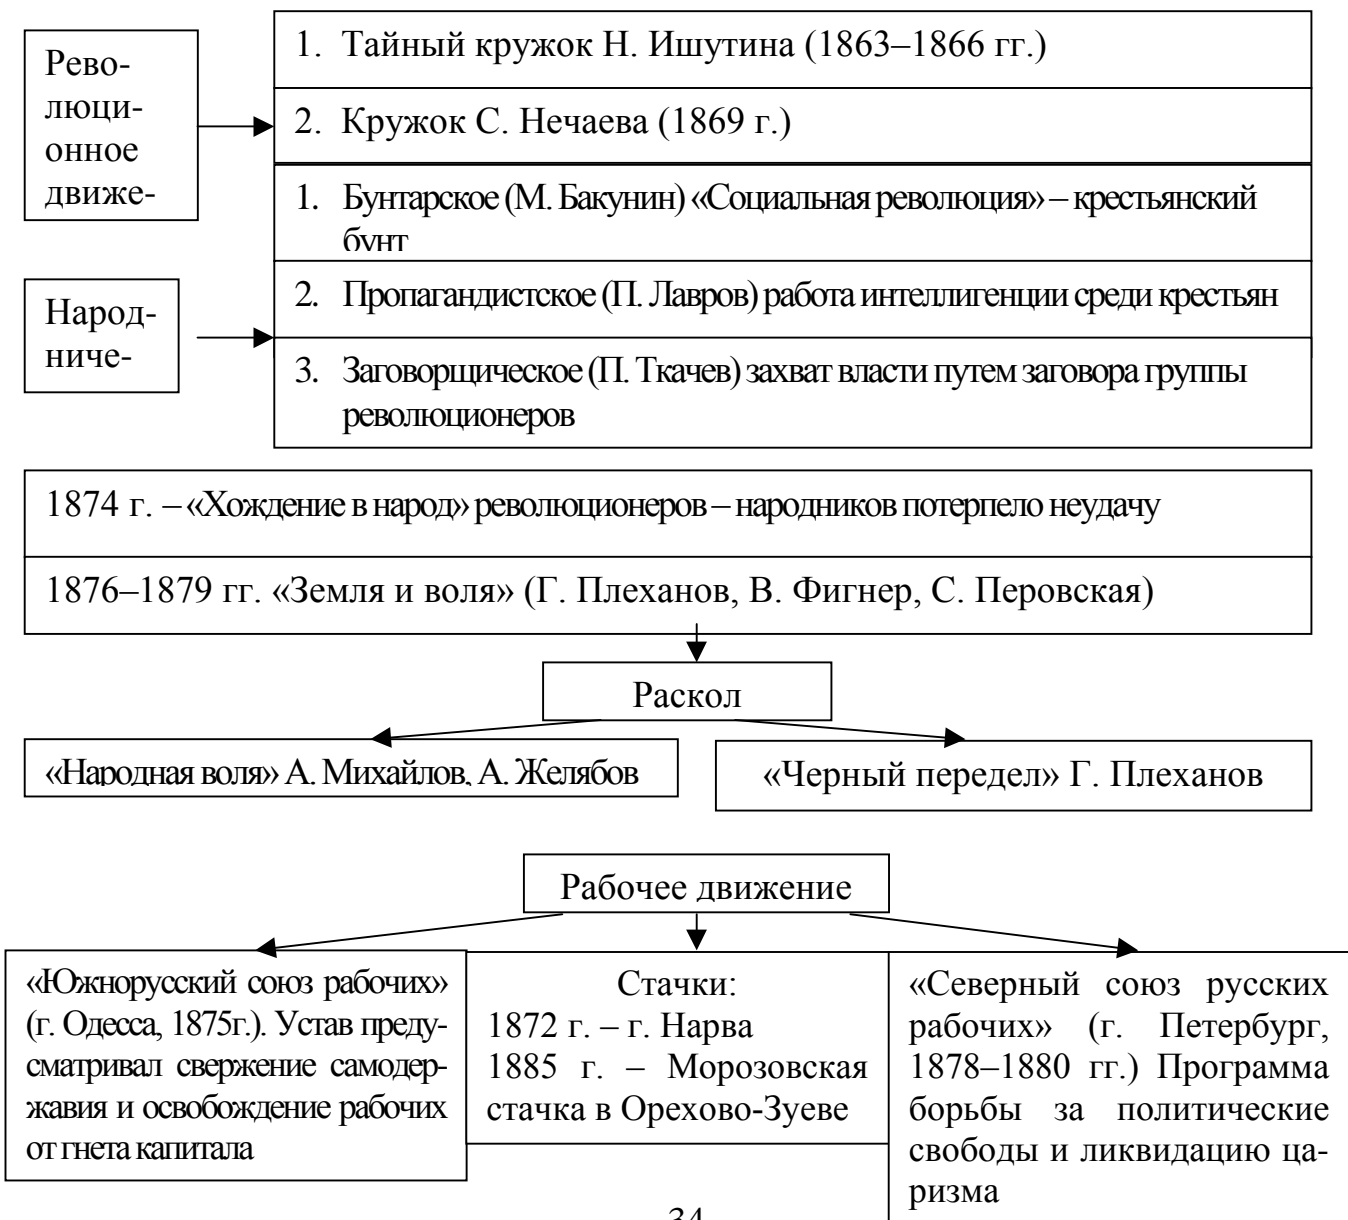 Рево-
люци-
онное
движе-
1. Тайный кружок Н. Ишутина (1863–1866 гг.)
2. Кружок С. Нечаева (1869 г.)
1. Бунтарское (М. Бакунин) «Социальная революция» – крестьянский
бунт
Народ-
ниче-
2. Пропагандистское (П. Лавров) работа интеллигенции среди крестьян
3. Заговорщическое (П. Ткачев) захват власти путем заговора группы
революционеров
1874 г. – «Хождение в народ» революционеров – народников потерпело неудачу
1876–1879 гг. «Земля и воля» (Г. Плеханов, В. Фигнер, С. Перовская)
Раскол
«Народная воля» А. Михайлов, А. Желябов
«Черный передел» Г. Плеханов
Рабочее движение
«Южнорусский союз рабочих»
(г. Одесса, 1875г.). Устав преду-
сматривал свержение самодер-
жавия и освобождение рабочих
от гнета капитала
Стачки:
1872 г. – г. Нарва
1885 г. – Морозовская
стачка в Орехово-Зуеве
«Северный союз русских
рабочих» (г. Петербург,
1878–1880 гг.) Программа
борьбы за политические
свободы и ликвидацию ца-
ризма
34